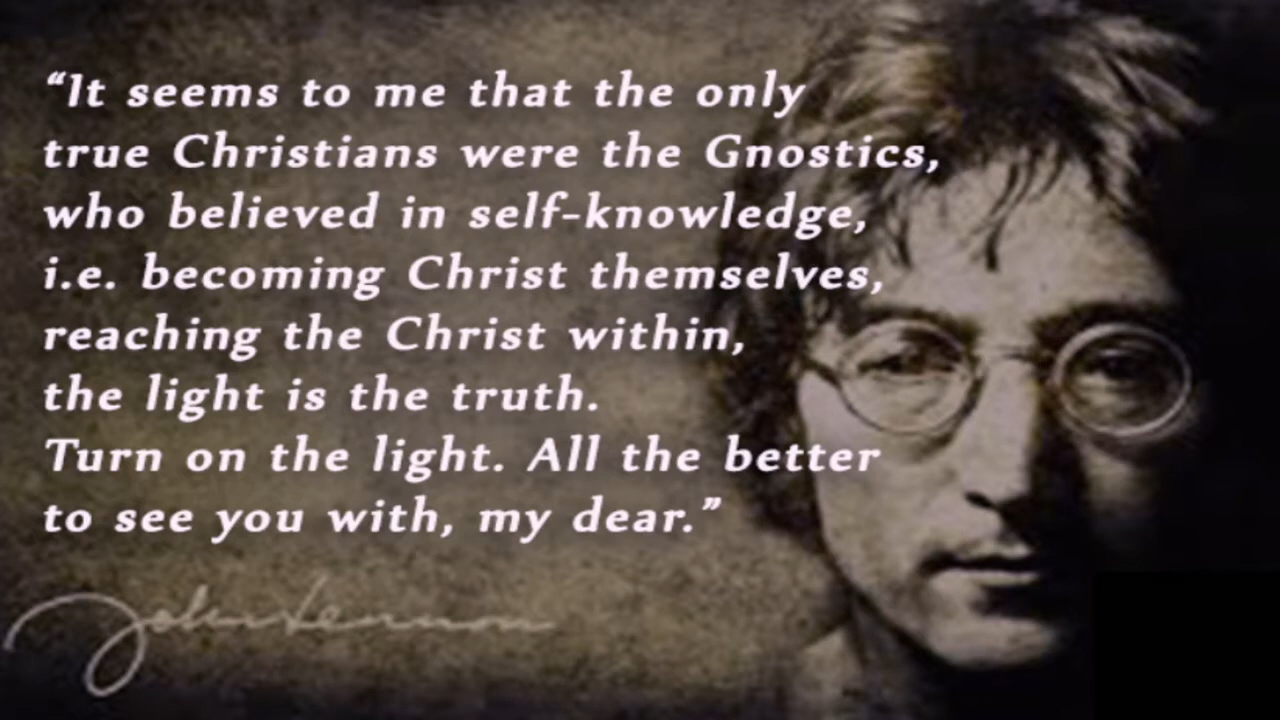 “It seems to me that the only
true Christians were the Gnostics,
who believed in self-knowledge,
i.e. becoming Christ themselves,
reaching the Christ within,
the light is the truth.
Turn on the light. All the better
to see you with, my dear.”
John Lennon